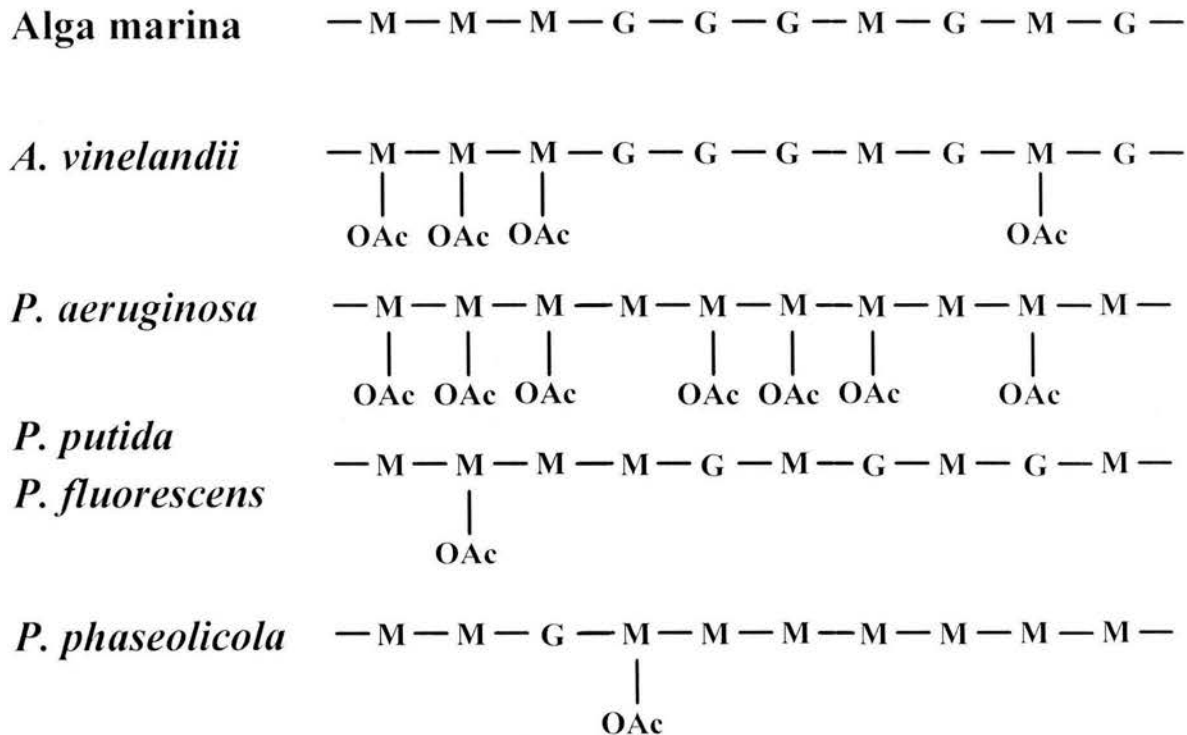 Alga marina —M—M—M—G—G—G—M—G—M—G—
A. vinelandii —M—M—M—G—G—G—M—G—M—G—
OAc OAc OAc OAc
P. aeruginosa —M—M—M—M—M—M—M—M—M—M—
OAc OAc OAc OAc OAc OAc OAc
P. putida
—M—M—M—M—G—M—G—M—G—M—
P. fluorescens
OAc
P. phaseolicola —M—M—G—M—M—M—M—M—M—M—
OAc